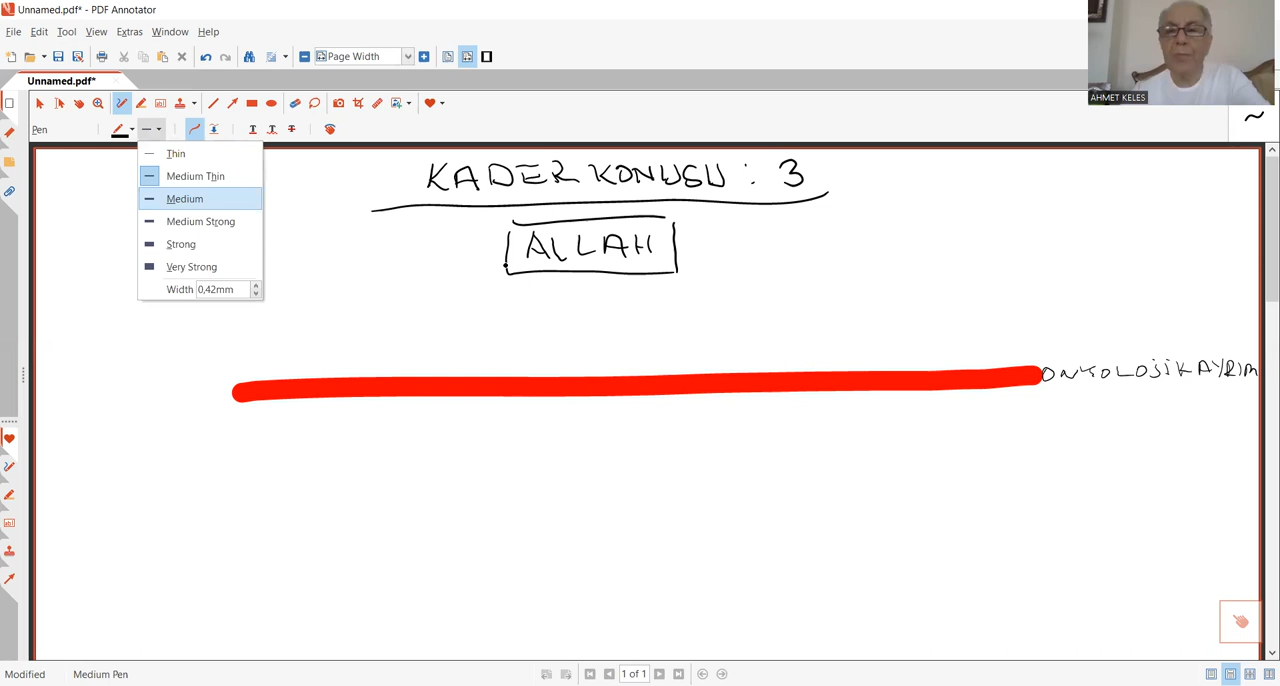 Unnamed.pdf* - PDF Annotator
File Edit Tool View Extras Window Help
Page Width
AHMET KELES
Unnamed.pdf*
Pen
Thin
Medium Thin
Medium
Medium Strong
Strong
Very Strong
Width 0,42mm
KADER KONUSU : 3
ALLAH
ONTOLOJİK AYRIM
1 of 1
Modified Medium Pen